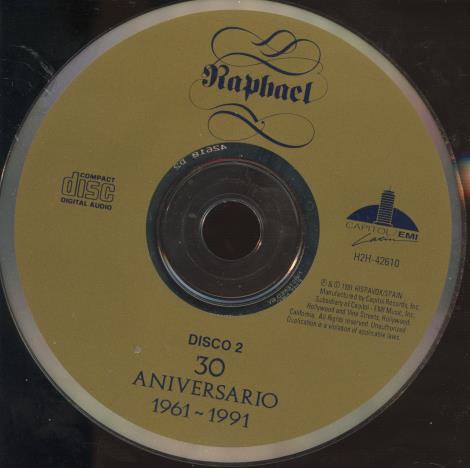 Raphael
COMPACT
disc
DIGITAL AUDIO
CAPITOL/EMI
Latin
H2H-42610
℗ & © 1991 HISPAVOX/SPAIN
Manufactured by Capitol Records, Inc.
Subsidiary of Capitol - EMI Music, Inc.
Hollywood and Vine Streets, Hollywood,
California. All rights reserved. Unauthorized
Duplication is a violation of applicable laws.
DISCO 2
30
ANIVERSARIO
1961~1991